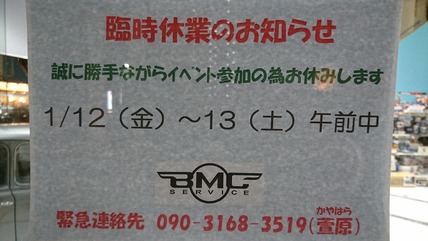 臨時休業のお知らせ
誠に勝手ながらイベント参加の為お休みします
1/12（金）～13（土）午前中
BMC
SERVICE
かやはら
緊急連絡先 090-3168-3519(萱原)